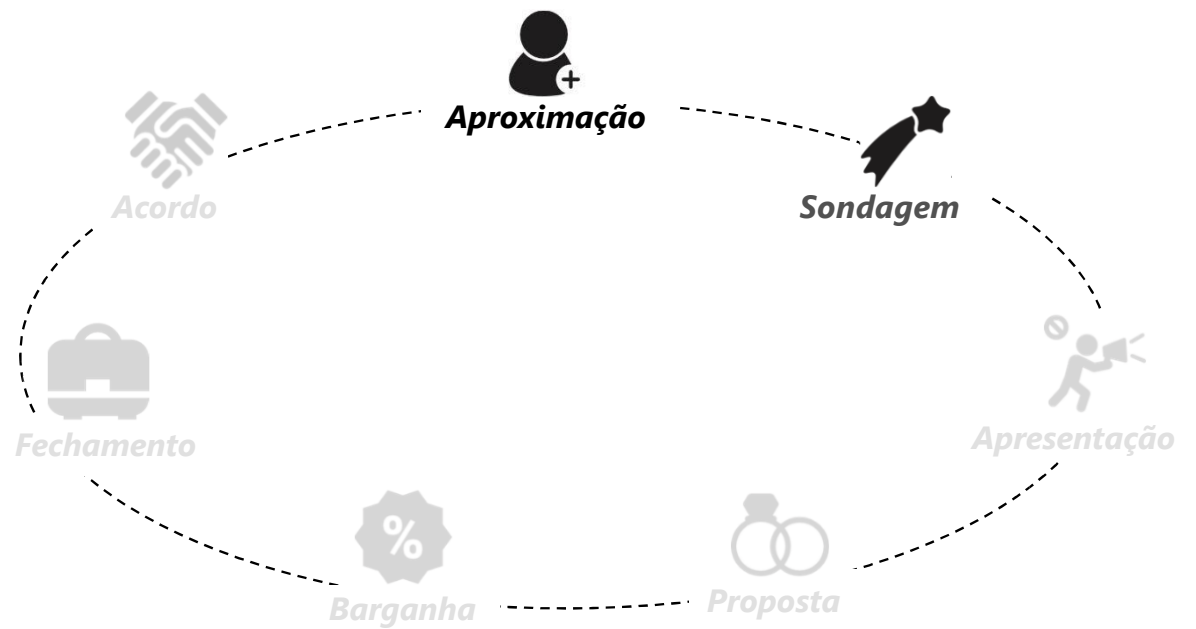 Aproximação
Sondagem
Apresentação
Proposta
%
Barganha
Fechamento
Acordo